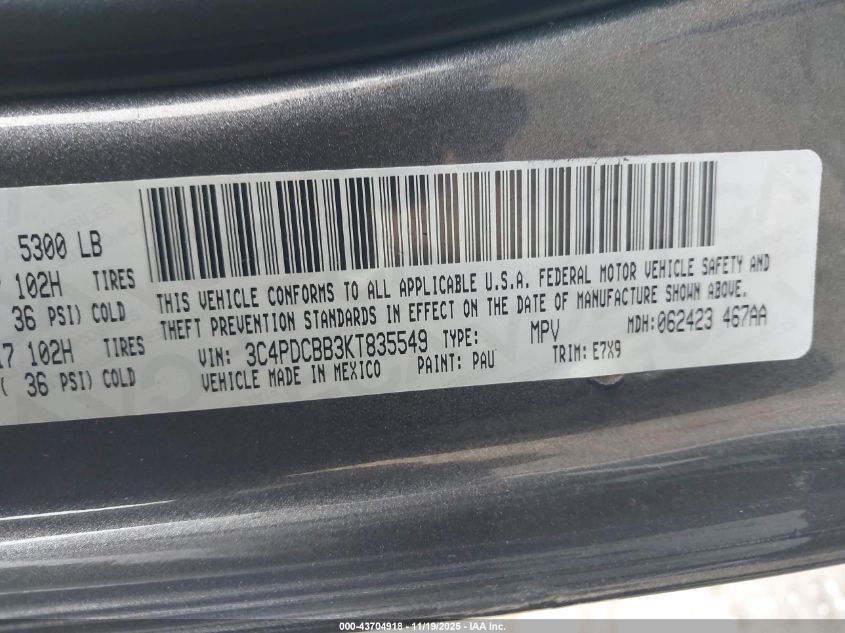 5300 LB
102H TIRES
36 PSI) COLD
17 102H TIRES
( 36 PSI) COLD
THIS VEHICLE CONFORMS TO ALL APPLICABLE U.S.A. FEDERAL MOTOR VEHICLE SAFETY AND
THEFT PREVENTION STANDARDS IN EFFECT ON THE DATE OF MANUFACTURE SHOWN ABOVE.
VIN: 3C4PDCBB3KT835549 TYPE: MPV MDH:062423 467AA
VEHICLE MADE IN MEXICO PAINT: PAU TRIM: E7X9
000-43704918 - 11/19/2025 - © IAA Inc.